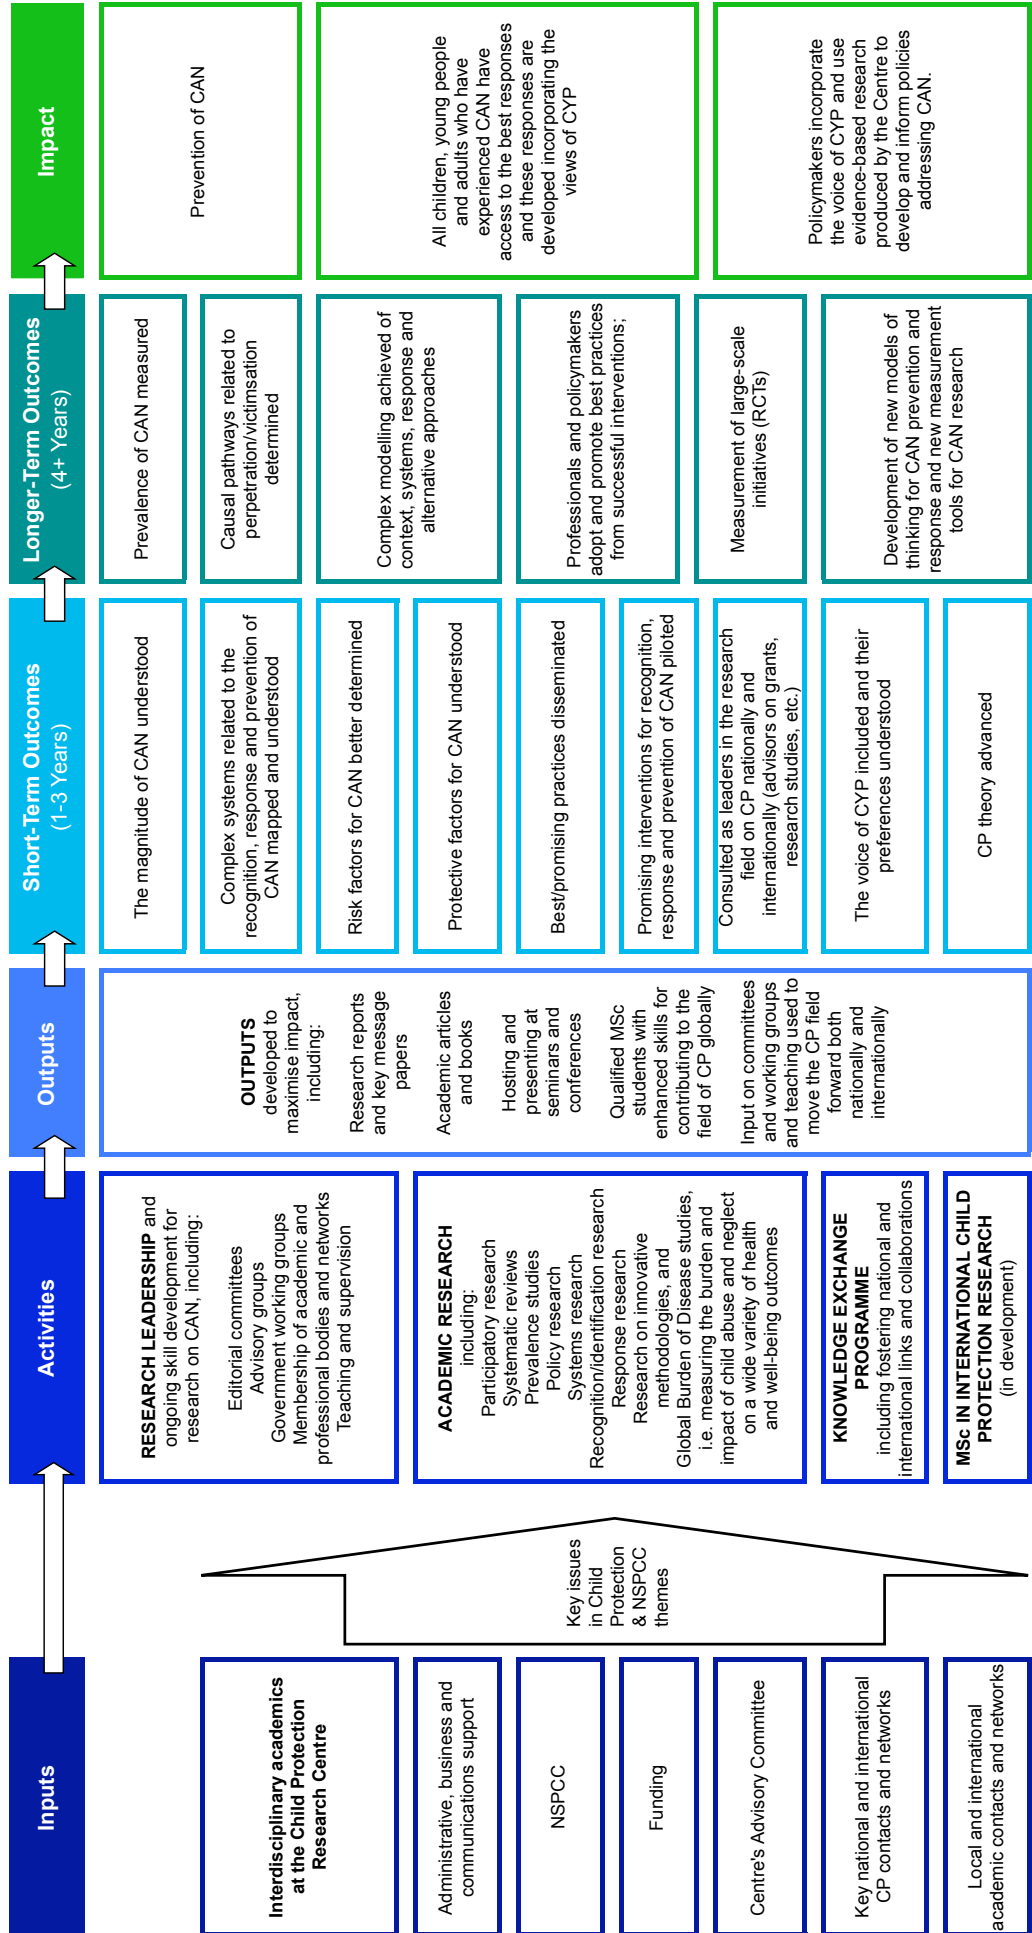 Inputs
Interdisciplinary academics
at the Child Protection
Research Centre
Administrative, business and
communications support
NSPCC
Funding
Centre's Advisory Committee
Key national and international
CP contacts and networks
Local and international
academic contacts and networks
Key issues
in Child
Protection
& NSPCC
themes
Activities
RESEARCH LEADERSHIP and
ongoing skill development for
research on CAN, including:
Editorial committees
Advisory groups
Government working groups
Membership of academic and
professional bodies and networks
Teaching and supervision
ACADEMIC RESEARCH
including:
Participatory research
Systematic reviews
Prevalence studies
Policy research
Systems research
Recognition/identification research
Response research
Research on innovative
methodologies, and
Global Burden of Disease studies,
i.e. measuring the burden and
impact of child abuse and neglect
on a wide variety of health
and well-being outcomes
KNOWLEDGE EXCHANGE
PROGRAMME
including fostering national and
international links and collaborations
MSc IN INTERNATIONAL CHILD
PROTECTION RESEARCH
(in development)
Outputs
OUTPUTS
developed to
maximise impact,
including:
Research reports
and key message
papers
Academic articles
and books
Hosting and
presenting at
seminars and
conferences
Qualified MSc
students with
enhanced skills for
contributing to the
field of CP globally
Input on committees
and working groups
and teaching used to
move the CP field
forward both
nationally and
internationally
Short-Term Outcomes
(1-3 Years)
The magnitude of CAN understood
Complex systems related to the
recognition, response and prevention of
CAN mapped and understood
Risk factors for CAN better determined
Protective factors for CAN understood
Best/promising practices disseminated
Promising interventions for recognition,
response and prevention of CAN piloted
Consulted as leaders in the research
field on CP nationally and
internationally (advisors on grants,
research studies, etc.)
The voice of CYP included and their
preferences understood
CP theory advanced
Longer-Term Outcomes
(4+ Years)
Prevalence of CAN measured
Causal pathways related to
perpetration/victimisation
determined
Complex modelling achieved of
context, systems, response and
alternative approaches
Professionals and policymakers
adopt and promote best practices
from successful interventions;
Measurement of large-scale
initiatives (RCTs)
Development of new models of
thinking for CAN prevention and
response and new measurement
tools for CAN research
Impact
Prevention of CAN
All children, young people
and adults who have
experienced CAN have
access to the best responses
and these responses are
developed incorporating the
views of CYP
Policymakers incorporate
the voice of CYP and use
evidence-based research
produced by the Centre to
develop and inform policies
addressing CAN.